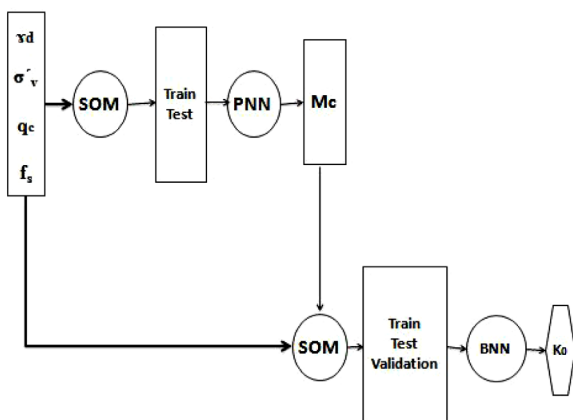 ɤd
σ´v
qc
fs
SOM
Train
Test
PNN
Mc
SOM
Train
Test
Validation
BNN
K0